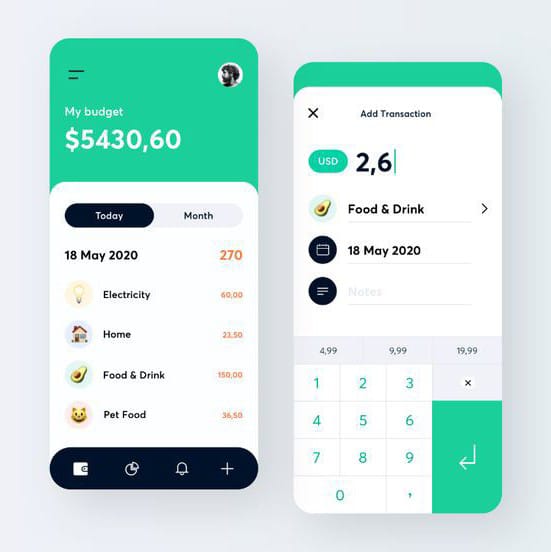 My budget
$5430,60
Today Month
18 May 2020 270
Electricity 60,00
Home 23,50
Food & Drink 150,00
Pet Food 36,50
Add Transaction
USD 2,6
Food & Drink
18 May 2020
Notes
4,99 9,99 19,99
1 2 3
4 5 6
7 8 9
0 ,